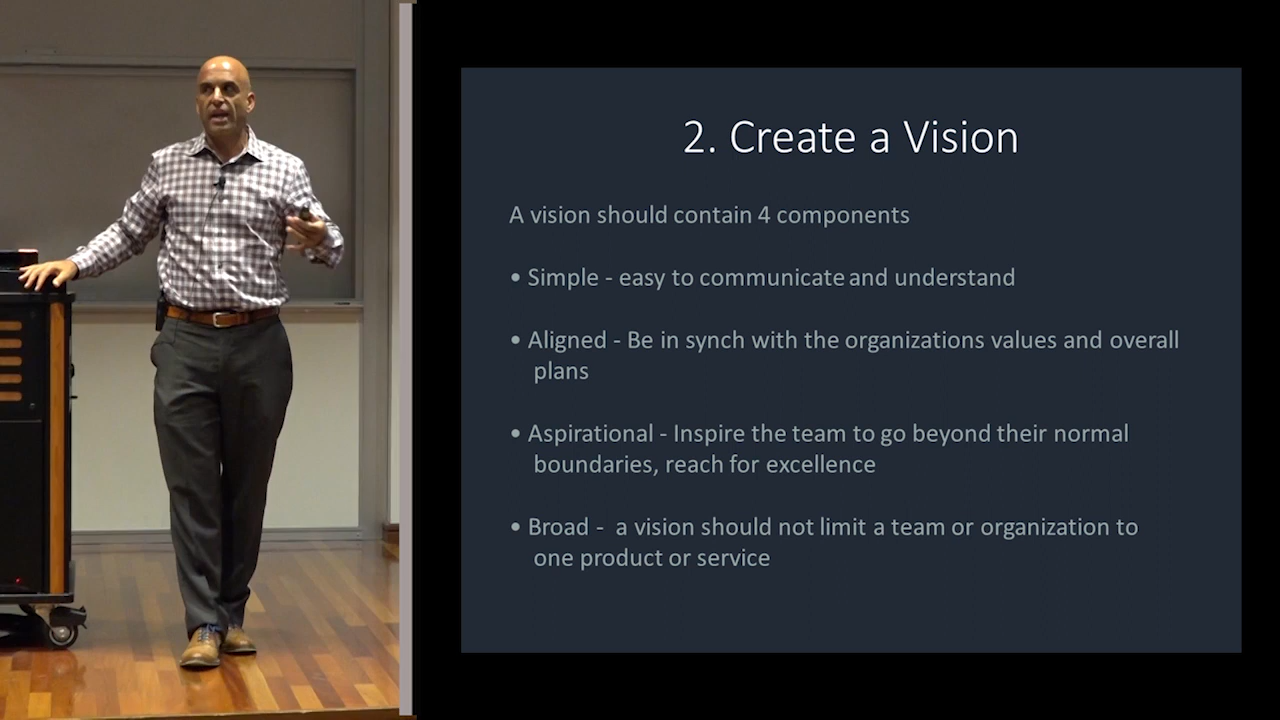 2. Create a Vision
A vision should contain 4 components
• Simple - easy to communicate and understand
• Aligned - Be in synch with the organizations values and overall
plans
• Aspirational - Inspire the team to go beyond their normal
boundaries, reach for excellence
• Broad - a vision should not limit a team or organization to
one product or service